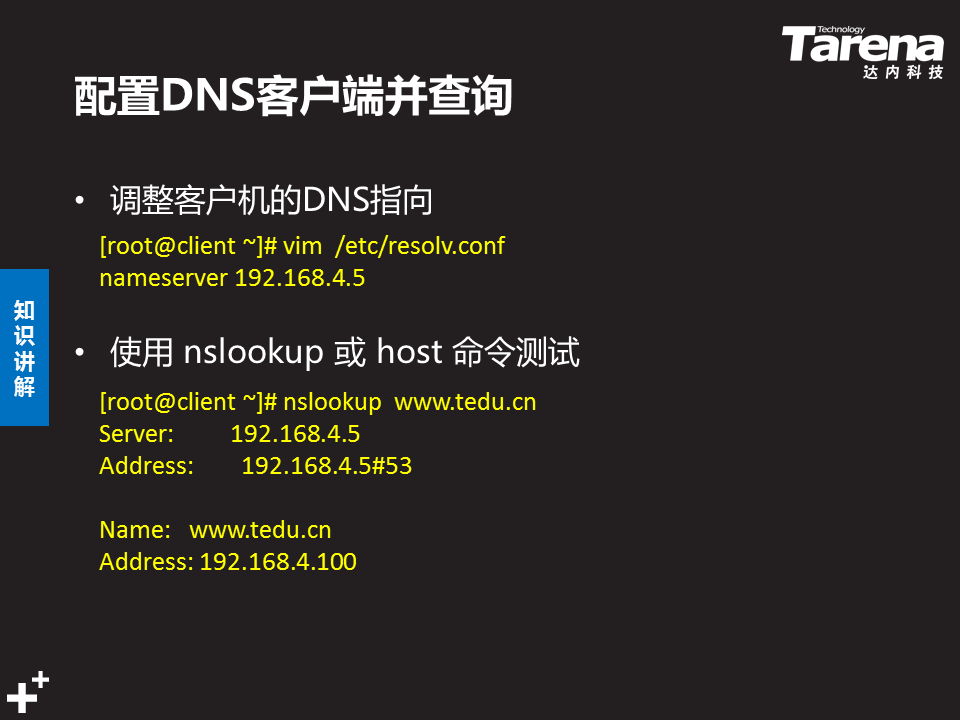 Technology
Tarena
达内科技
配置DNS客户端并查询
• 调整客户机的DNS指向
[root@client ~]# vim  /etc/resolv.conf
nameserver 192.168.4.5
知识讲解
• 使用 nslookup 或 host 命令测试
[root@client ~]# nslookup  www.tedu.cn
Server:         192.168.4.5
Address:        192.168.4.5#53
Name:   www.tedu.cn
Address: 192.168.4.100